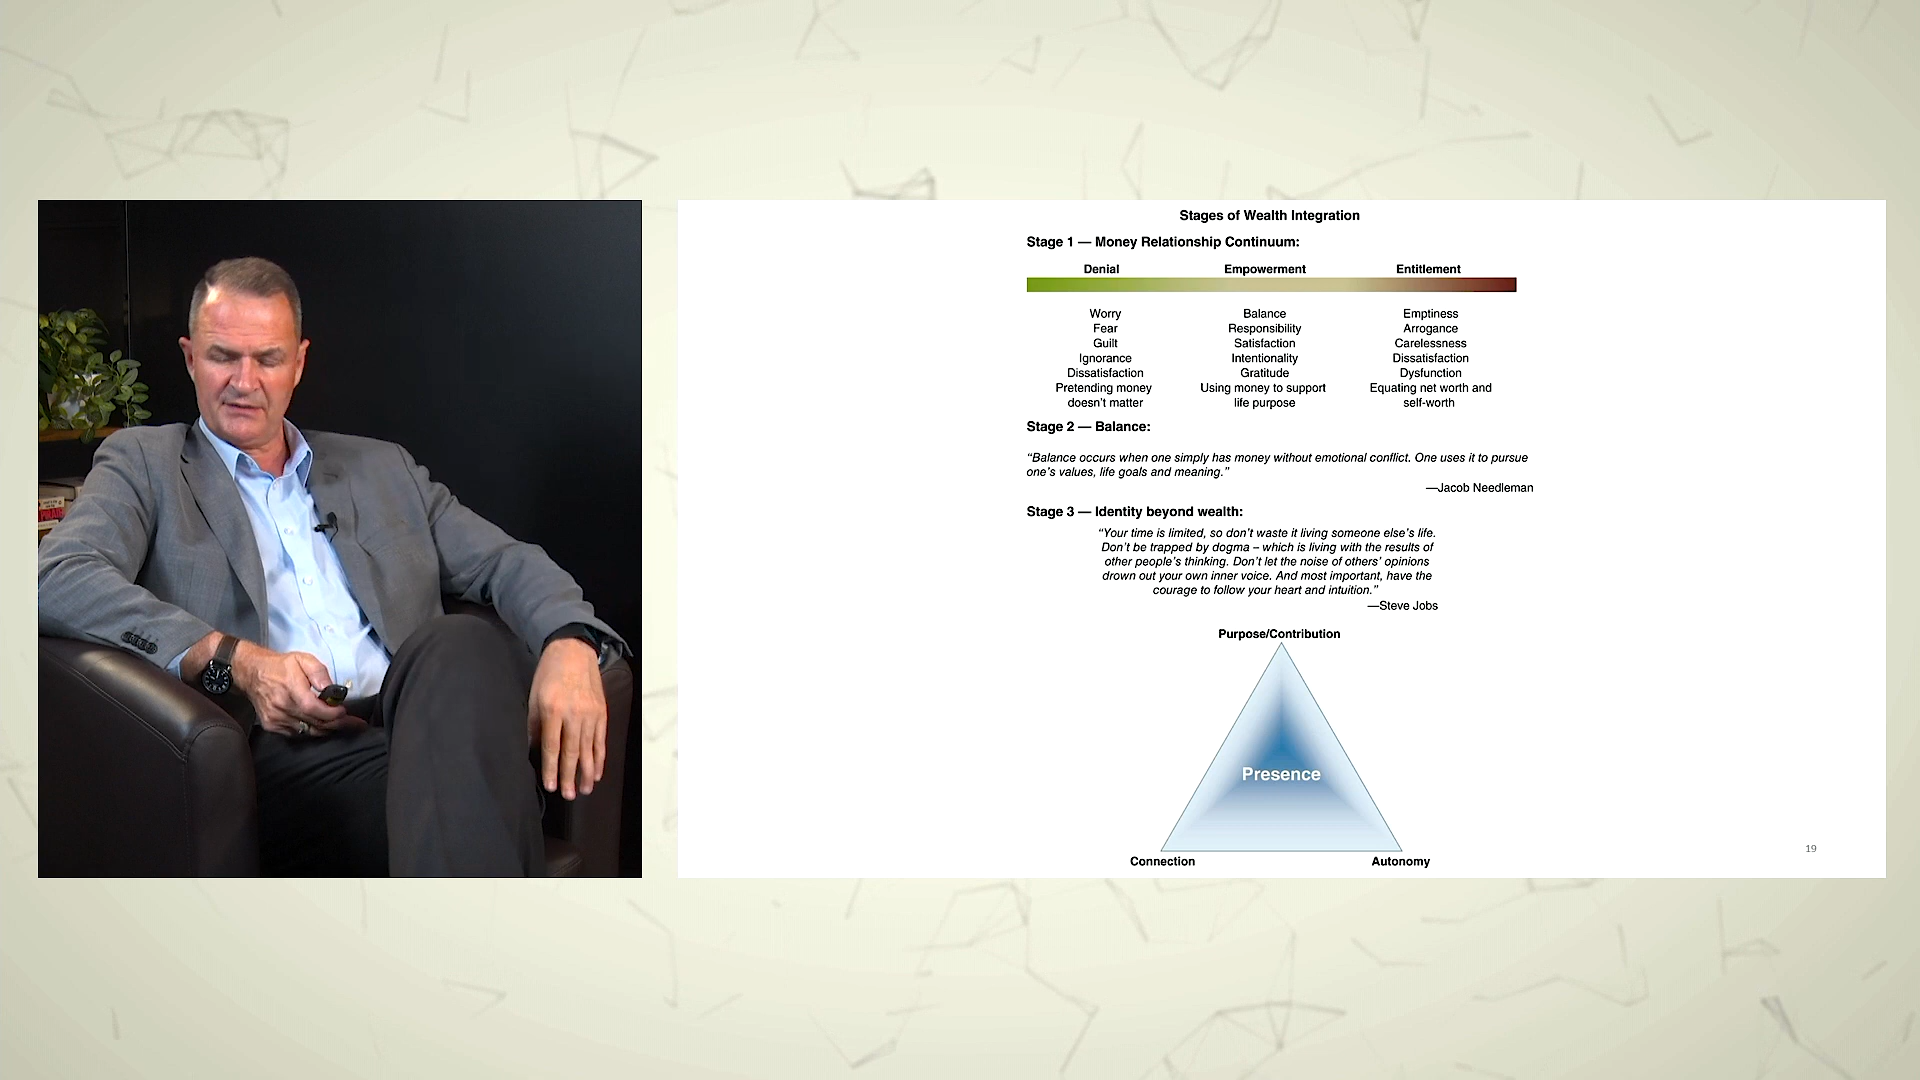 Stages of Wealth Integration
Stage 1 — Money Relationship Continuum:
Denial Empowerment Entitlement
Worry Balance Emptiness
Fear Responsibility Arrogance
Guilt Satisfaction Carelessness
Ignorance Intentionality Dissatisfaction
Dissatisfaction Gratitude Dysfunction
Pretending money Using money to support Equating net worth and
doesn’t matter life purpose self-worth
Stage 2 — Balance:
“Balance occurs when one simply has money without emotional conflict. One uses it to pursue
one’s values, life goals and meaning.”
—Jacob Needleman
Stage 3 — Identity beyond wealth:
“Your time is limited, so don’t waste it living someone else’s life.
Don’t be trapped by dogma – which is living with the results of
other people’s thinking. Don’t let the noise of others’ opinions
drown out your own inner voice. And most important, have the
courage to follow your heart and intuition.”
—Steve Jobs
Purpose/Contribution
Presence
Connection Autonomy
19